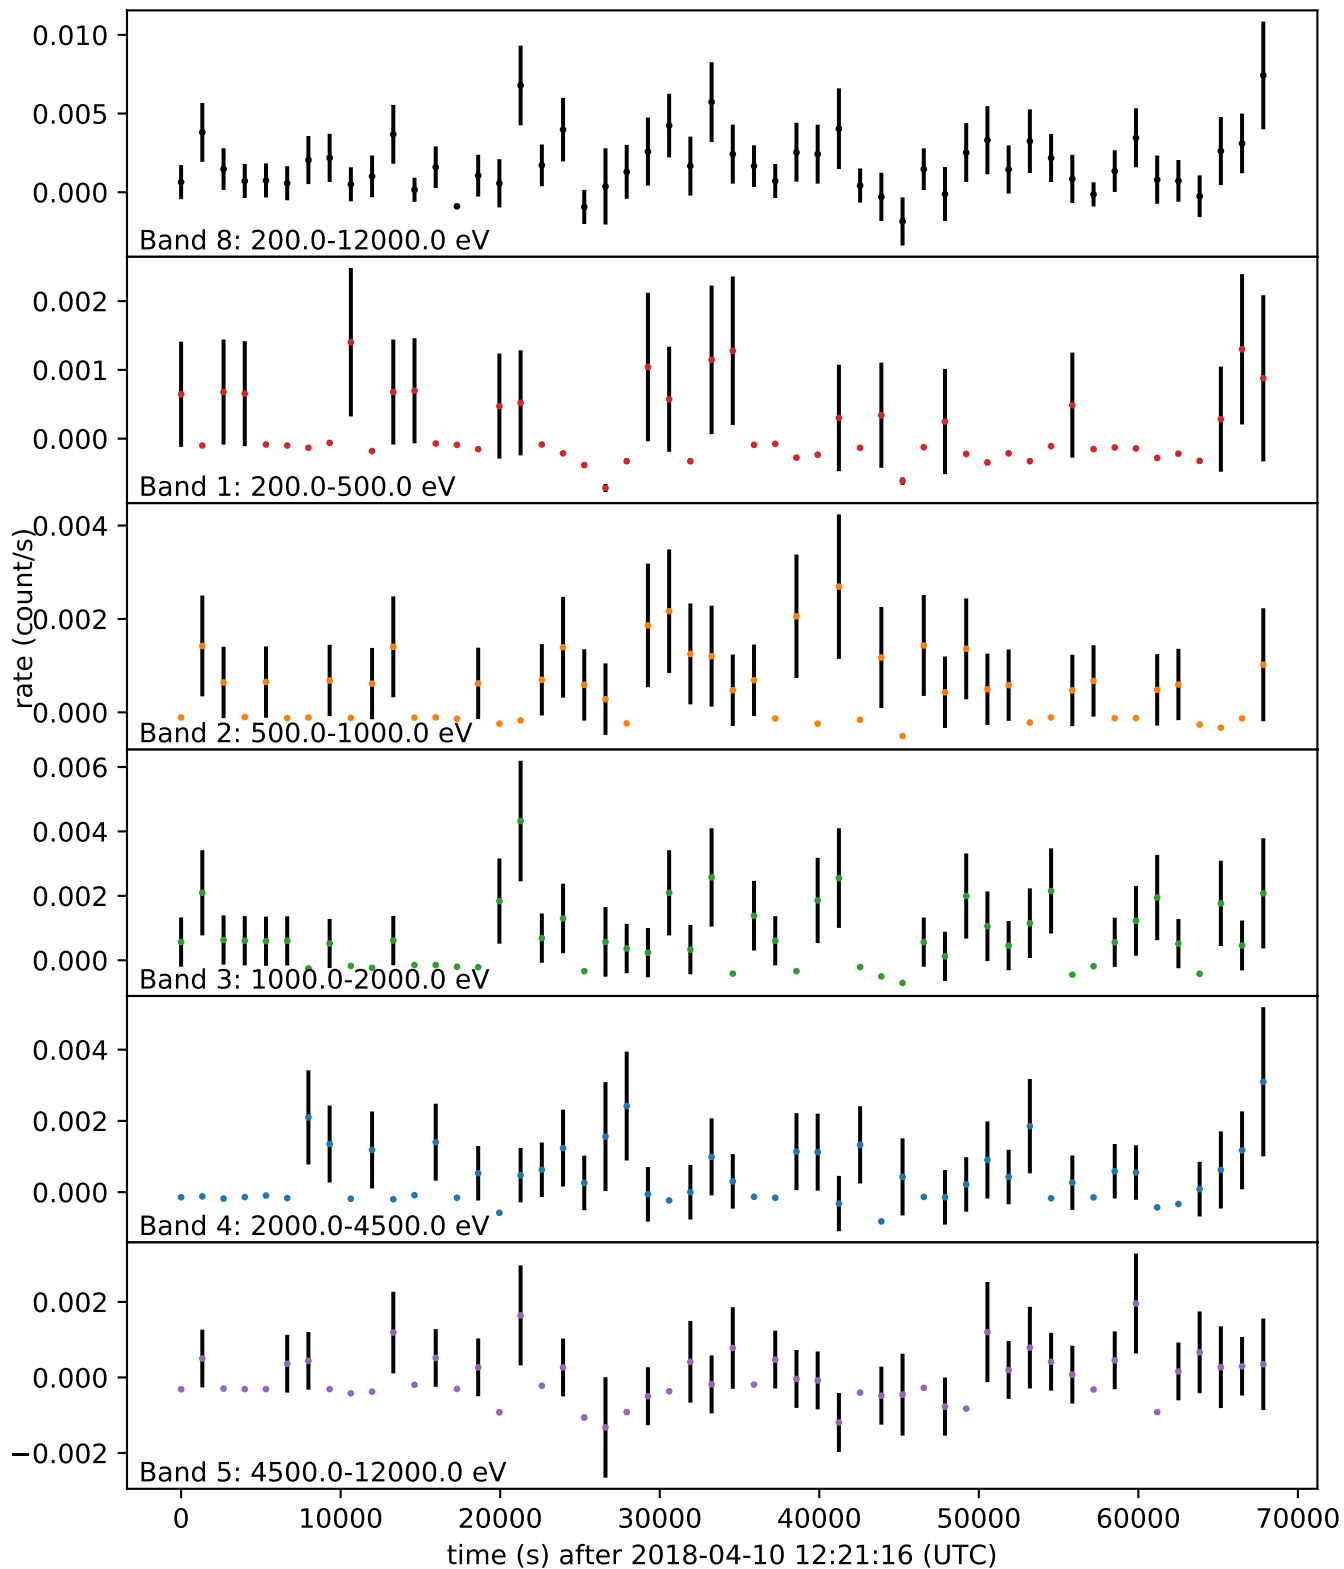 0.010
0.005
0.000
Band 8: 200.0-12000.0 eV
0.002
0.001
0.000
Band 1: 200.0-500.0 eV
rate (count/s)
0.004
0.002
0.000
Band 2: 500.0-1000.0 eV
0.006
0.004
0.002
0.000
Band 3: 1000.0-2000.0 eV
0.004
0.002
0.000
Band 4: 2000.0-4500.0 eV
0.002
0.000
−0.002
Band 5: 4500.0-12000.0 eV
0 10000 20000 30000 40000 50000 60000 70000
time (s) after 2018-04-10 12:21:16 (UTC)